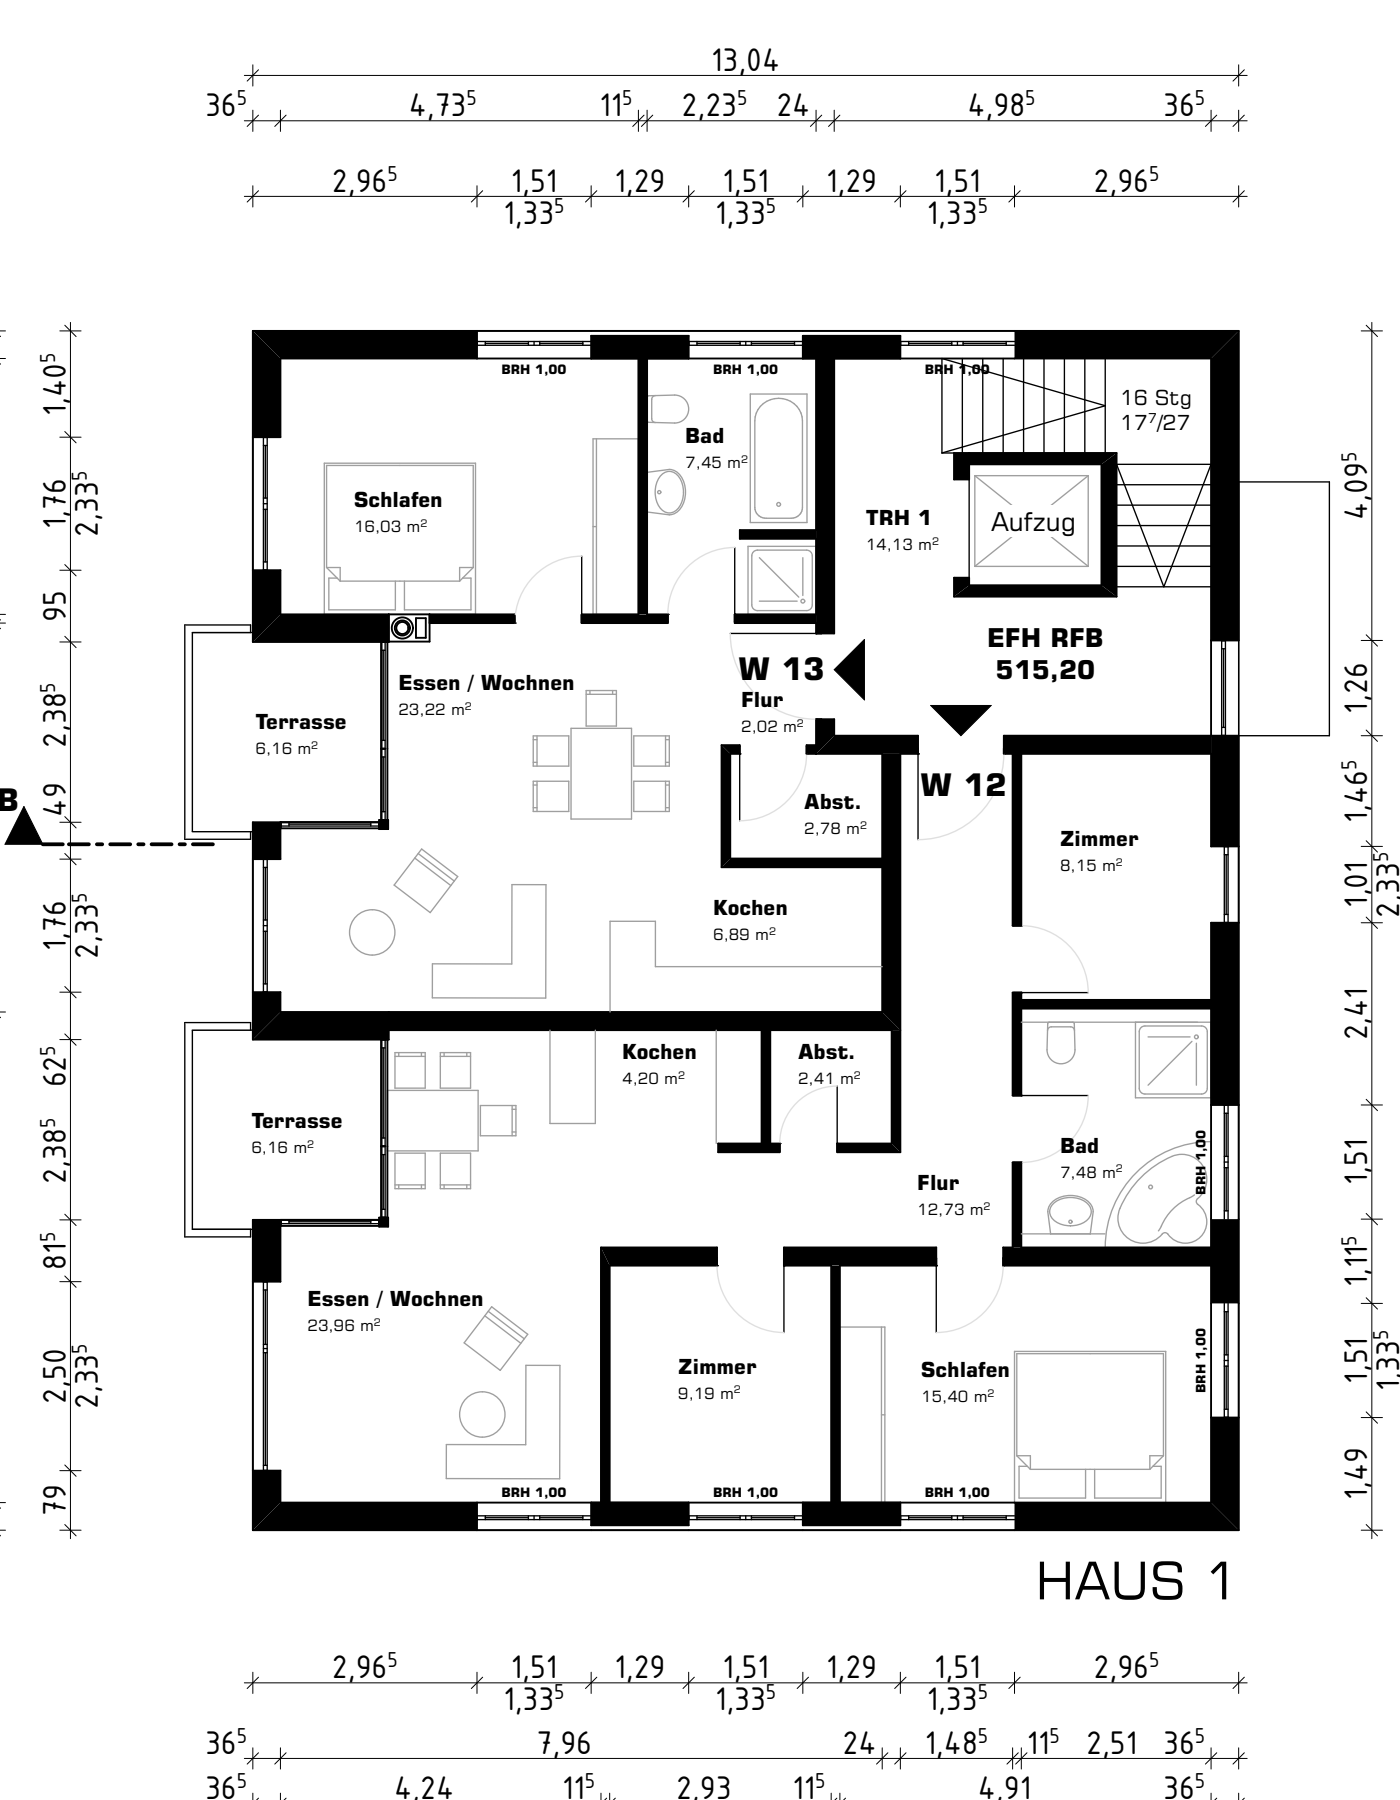 13,04
36⁵ 4,73⁵ 11⁵ 2,23⁵ 24 4,98⁵ 36⁵
2,96⁵ 1,51 1,29 1,51 1,29 1,51 2,96⁵
1,33⁵ 1,33⁵ 1,33⁵
1,40⁵
1,76
2,33⁵
95
2,38⁵
49
1,76
2,33⁵
62⁵
2,38⁵
81⁵
2,50
2,33⁵
79
B
BRH 1,00 BRH 1,00 BRH 1,00
16 Stg
17⁷/27
Bad
7,45 m²
Schlafen
16,03 m²
TRH 1
14,13 m²
Aufzug
EFH RFB
515,20
W 13
Flur
2,02 m²
Essen / Wochnen
23,22 m²
Terrasse
6,16 m²
W 12
Abst.
2,78 m²
Zimmer
8,15 m²
Kochen
6,89 m²
Kochen
4,20 m²
Abst.
2,41 m²
Terrasse
6,16 m²
Bad
7,48 m²
BRH 1,00
Flur
12,73 m²
Essen / Wochnen
23,96 m²
Zimmer
9,19 m²
Schlafen
15,40 m²
BRH 1,00
BRH 1,00 BRH 1,00 BRH 1,00
4,09⁵
1,26
1,46⁵
1,01
2,33⁵
2,41
1,51
1,11⁵
1,51
1,33⁵
1,49
HAUS 1
2,96⁵ 1,51 1,29 1,51 1,29 1,51 2,96⁵
1,33⁵ 1,33⁵ 1,33⁵
36⁵ 7,96 24 1,48⁵ 11⁵ 2,51 36⁵
36⁵ 4,24 11⁵ 2,93 11⁵ 4,91 36⁵